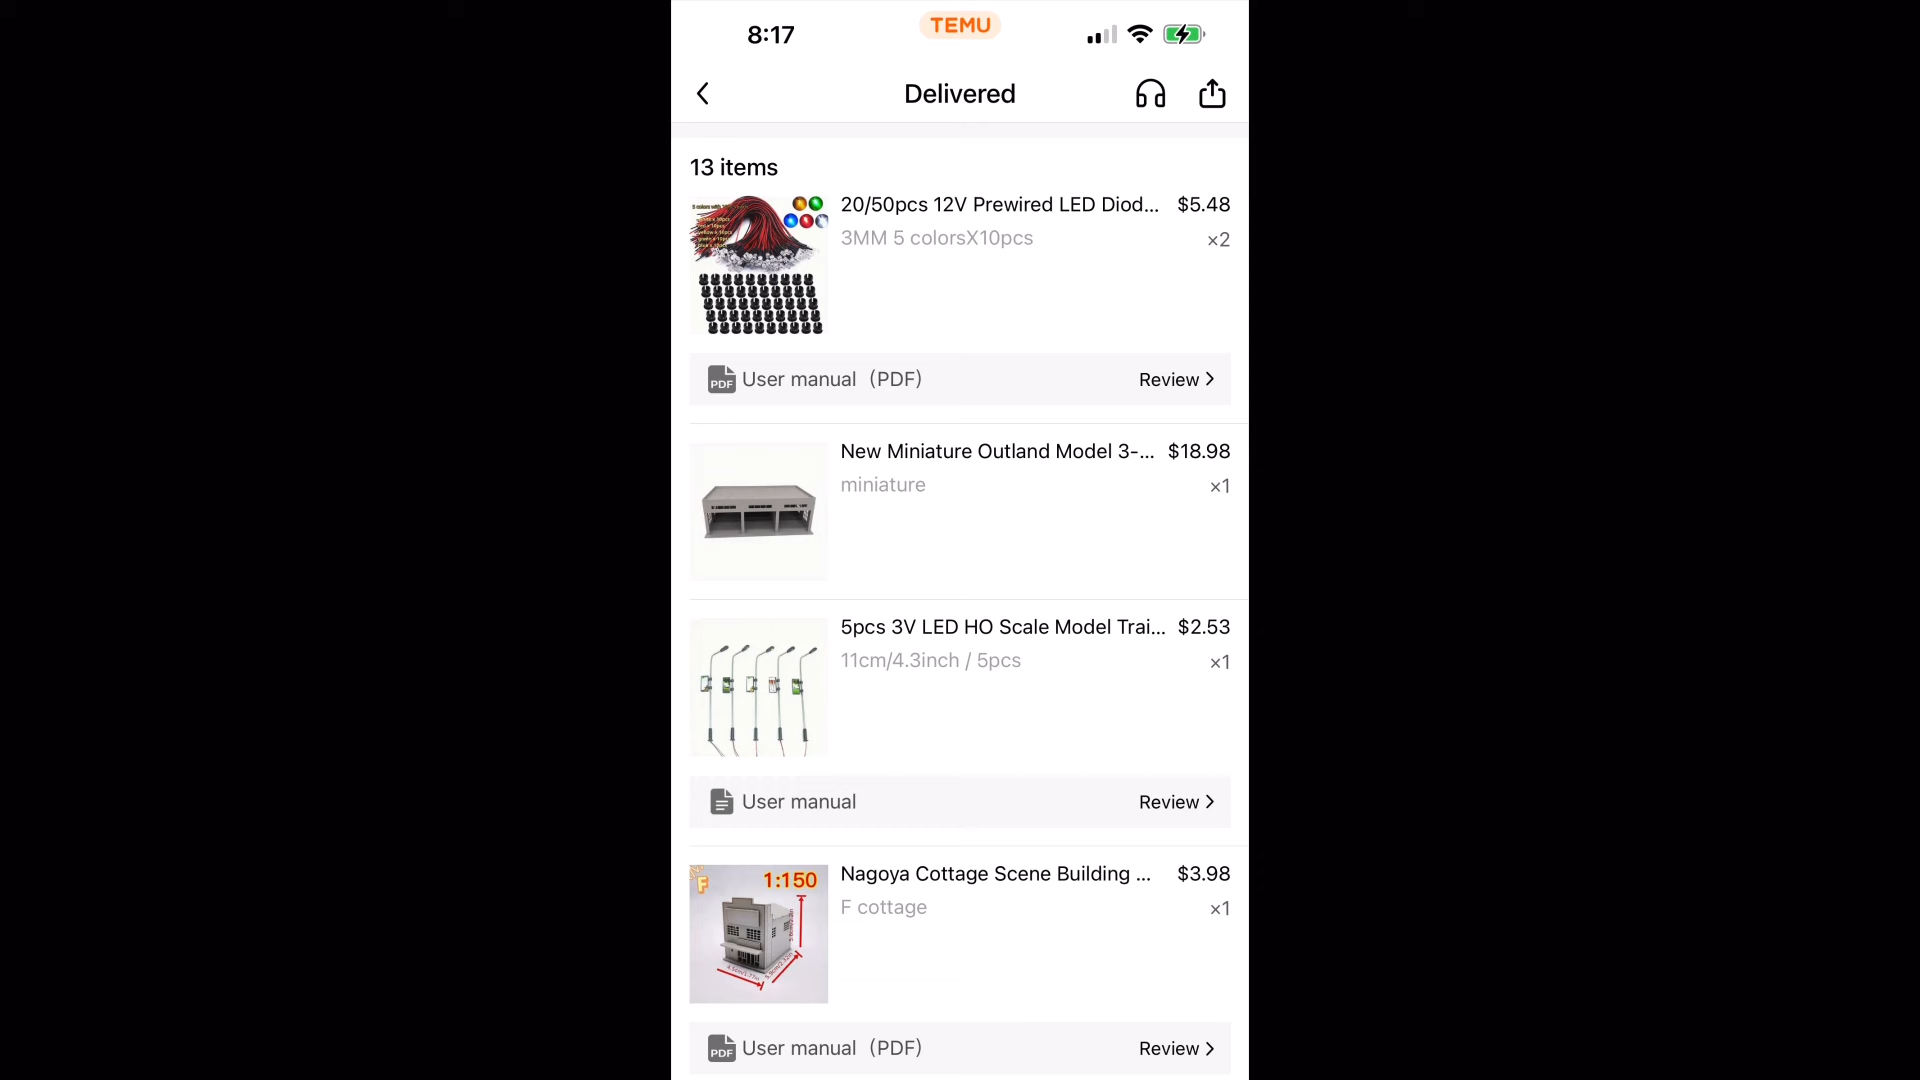 8:17
TEMU
Delivered
13 items
20/50pcs 12V Prewired LED Diod... $5.48
3MM 5 colorsX10pcs ×2
PDF User manual（PDF) Review
New Miniature Outland Model 3-... $18.98
miniature ×1
5pcs 3V LED HO Scale Model Trai... $2.53
11cm/4.3inch / 5pcs ×1
User manual Review
F 1:150
Nagoya Cottage Scene Building ... $3.98
F cottage ×1
PDF User manual（PDF) Review